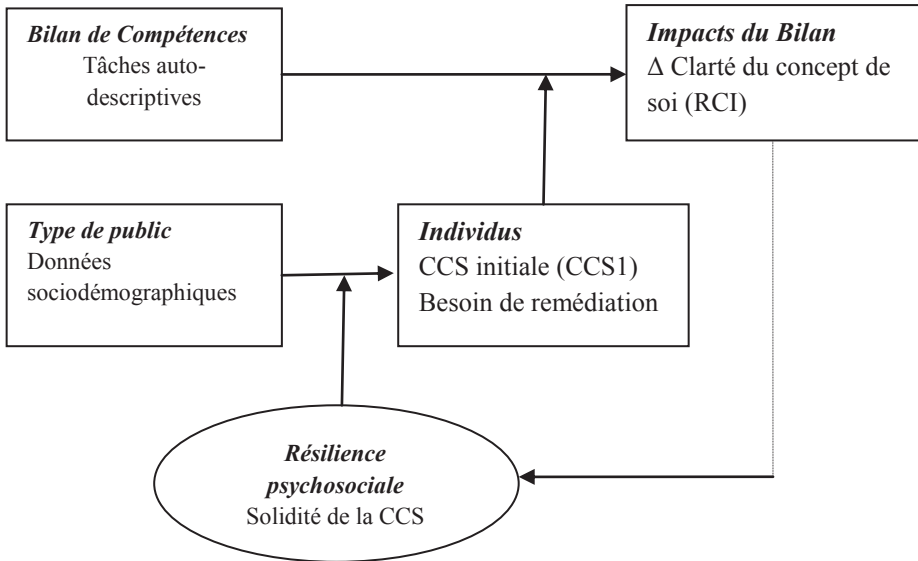 Bilan de Compétences
Tâches auto-
descriptives
Impacts du Bilan
Δ Clarté du concept de
soi (RCI)
Type de public
Données
sociodémographiques
Individus
CCS initiale (CCS1)
Besoin de remédiation
Résilience
psychosociale
Solidité de la CCS